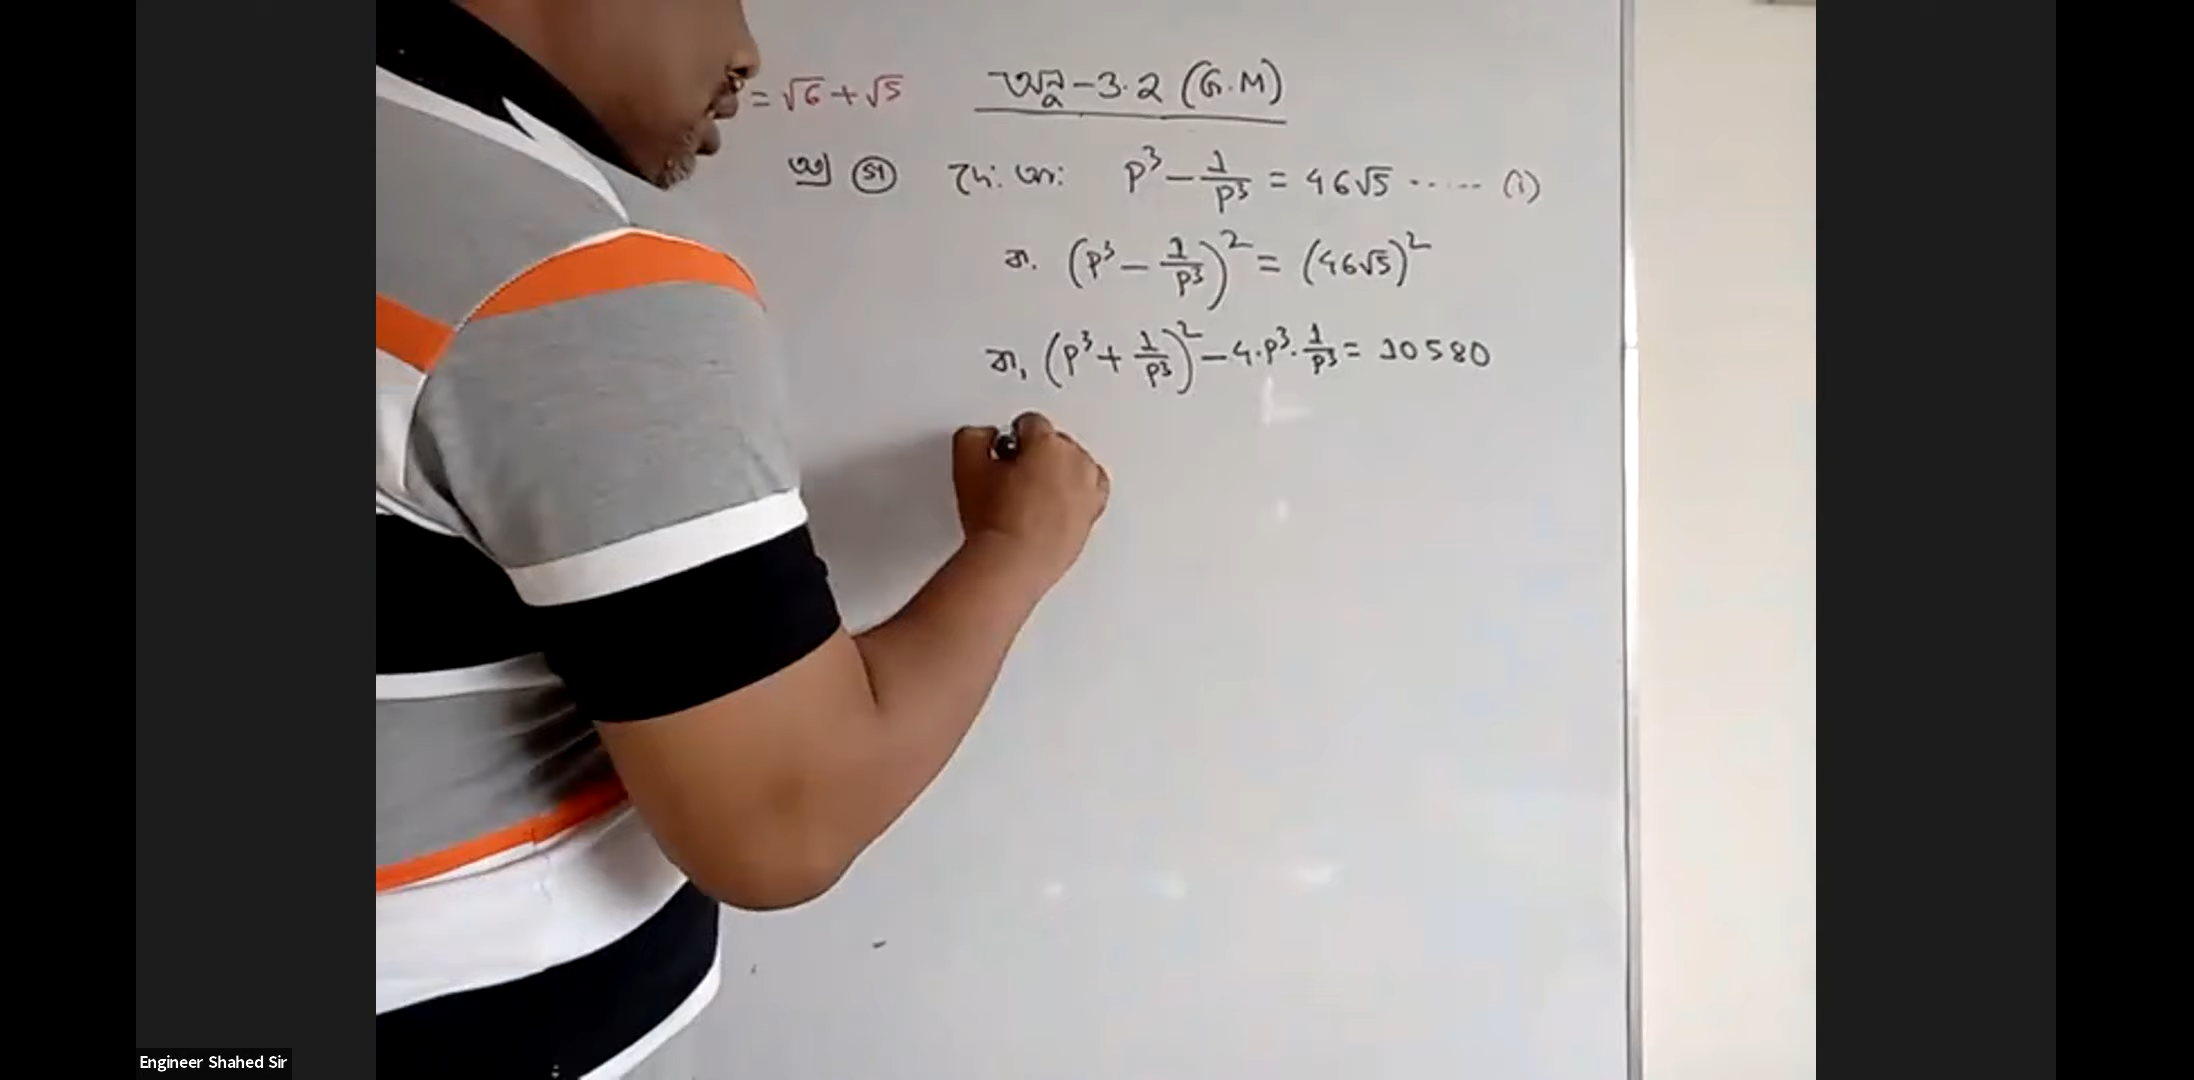 = √6 + √5
অনু-3.2 (G.M)
51 দে: আ: P³ - 1/P³ = 46√5 ...... (i)
বা, (P³ - 1/P³)² = (46√5)²
বা, (P³ + 1/P³)² - 4·P³·1/P³ = 10580
Engineer Shahed Sir